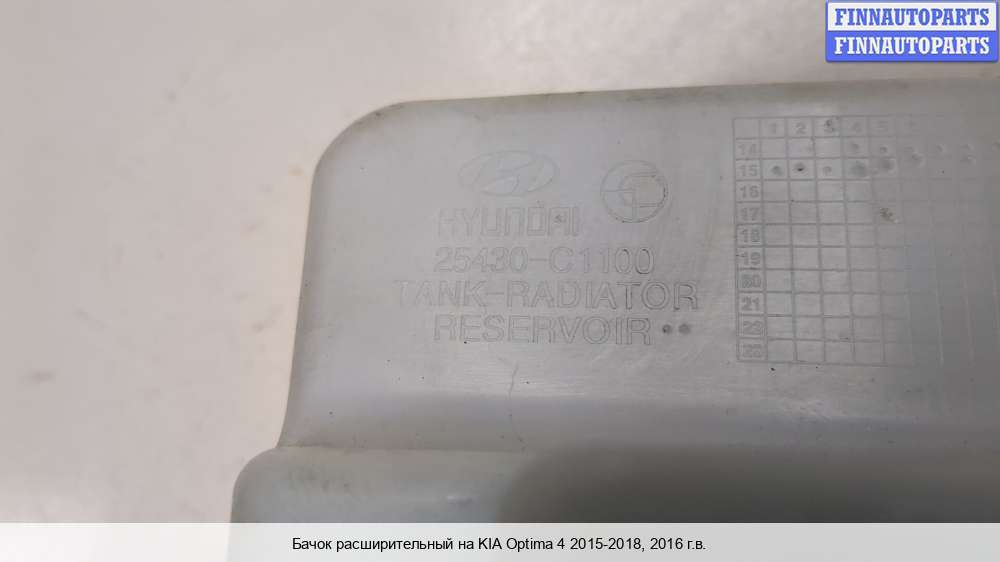 FINNAUTOPARTS
FINNAUTOPARTS
1 2 3 4 5
14
15
16
17
18
19
20
21
22
23
HYUNDAI
25430-C1100
TANK-RADIATOR
RESERVOIR
Бачок расширительный на KIA Optima 4 2015-2018, 2016 г.в.